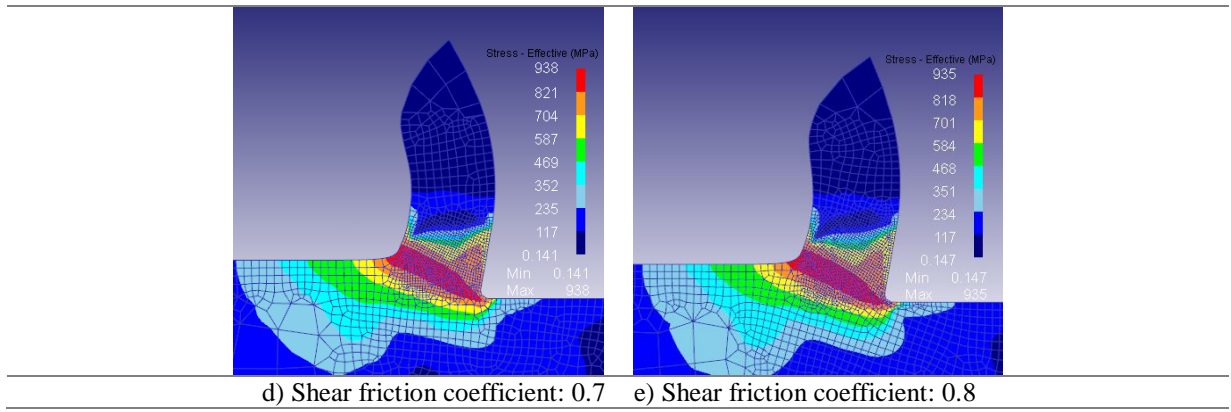 Stress - Effective (MPa)
938
821
704
587
469
352
235
117
0.141
Min 0.141
Max 938
Stress - Effective (MPa)
935
818
701
584
468
351
234
117
0.147
Min 0.147
Max 935
d) Shear friction coefficient: 0.7
e) Shear friction coefficient: 0.8